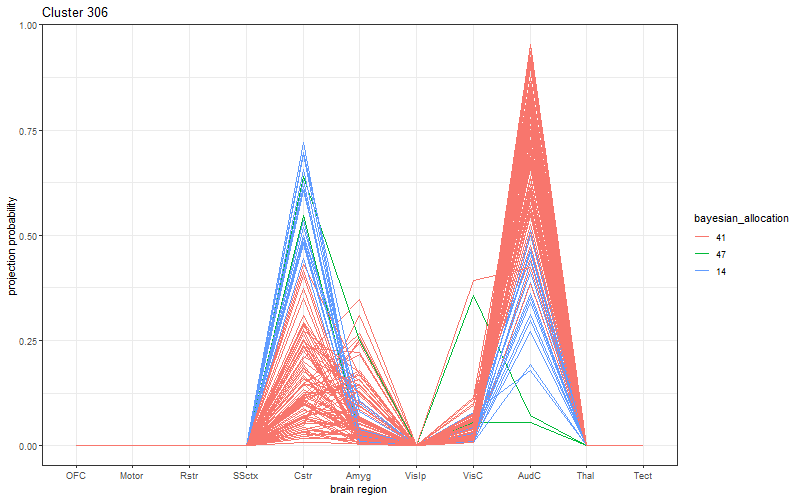 Cluster 306
1.00
0.75
0.50
0.25
0.00
projection probability
OFC Motor Rstr SSctx Cstr Amyg VisIp VisC AudC Thal Tect
brain region
bayesian_allocation
41
47
14